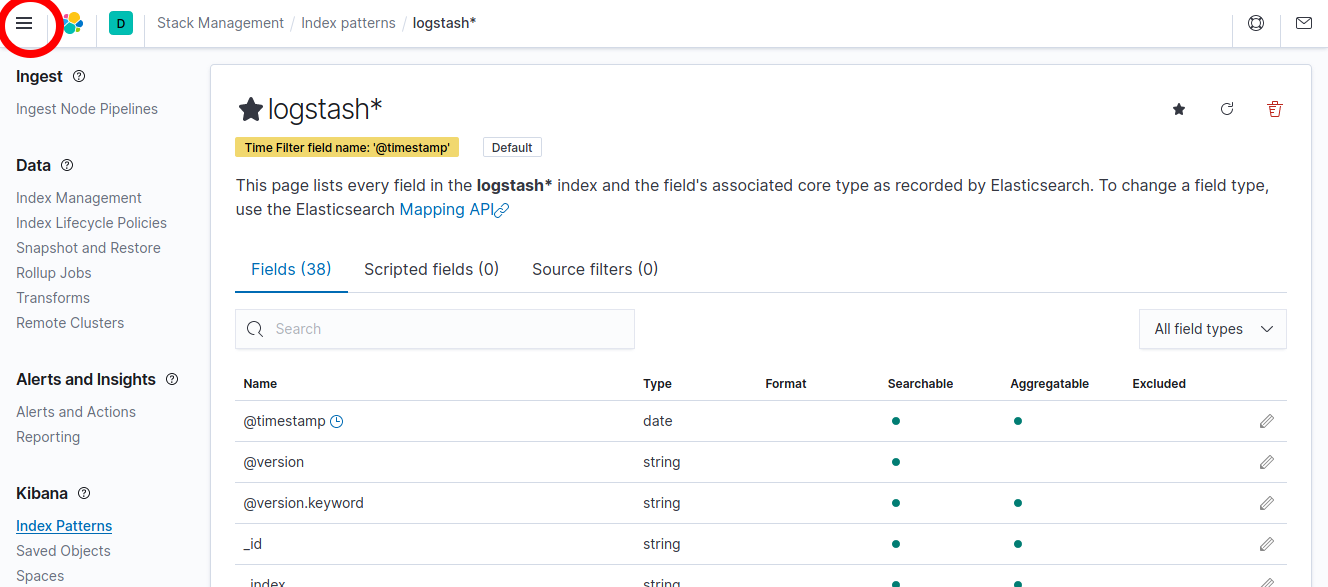 D Stack Management / Index patterns / logstash*
Ingest
Ingest Node Pipelines
Data
Index Management
Index Lifecycle Policies
Snapshot and Restore
Rollup Jobs
Transforms
Remote Clusters
Alerts and Insights
Alerts and Actions
Reporting
Kibana
Index Patterns
Saved Objects
Spaces
logstash*
Time Filter field name: '@timestamp' Default
This page lists every field in the logstash* index and the field's associated core type as recorded by Elasticsearch. To change a field type,
use the Elasticsearch Mapping API
Fields (38) Scripted fields (0) Source filters (0)
Search All field types
Name Type Format Searchable Aggregatable Excluded
@timestamp date
@version string
@version.keyword string
_id string
_index string